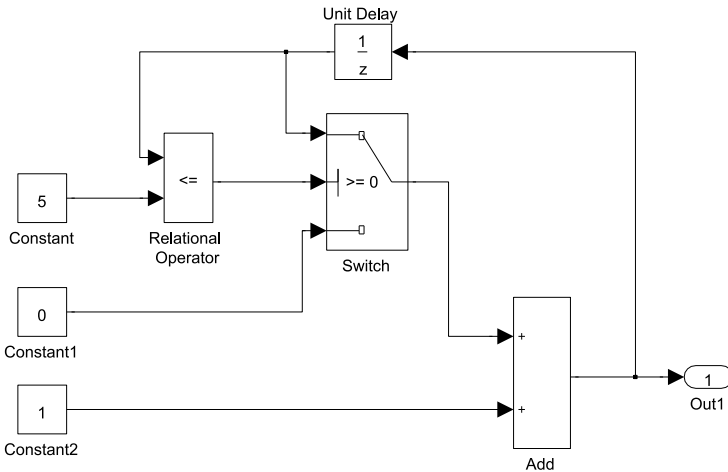 Unit Delay
1
z
<=
>= 0
5
Constant
Relational
Operator
Switch
0
Constant1
+
1
Out1
1
+
Constant2
Add